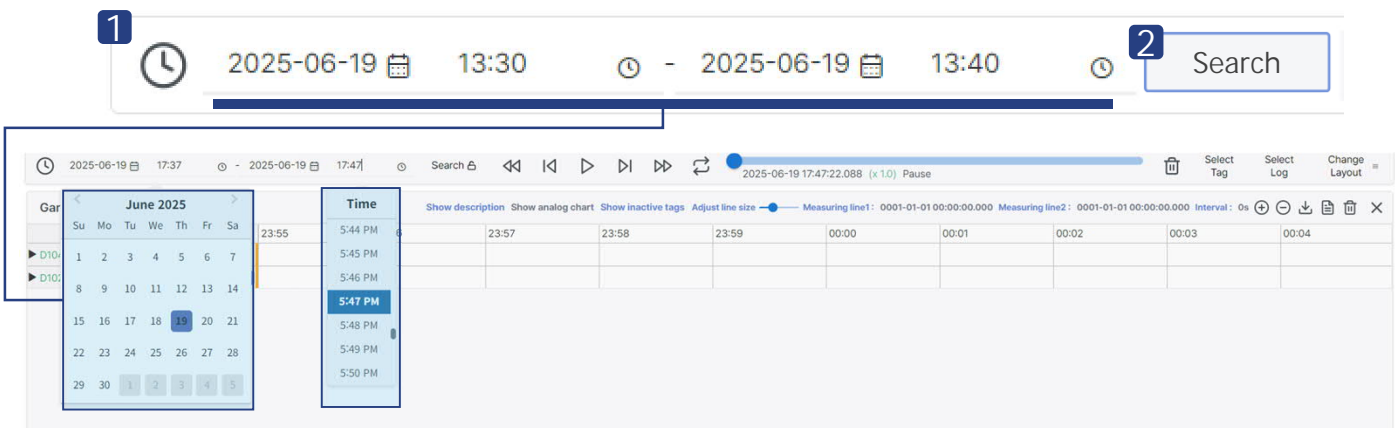 1
2025-06-19 13:30 - 2025-06-19 13:40
2
Search
2025-06-19 17:37 - 2025-06-19 17:47 Search
2025-06-19 17:47:22.088 (x 1.0) Pause
Select Tag
Select Log
Change Layout
Gar
Show description Show analog chart Show inactive tags Adjust line size Measuring line1 : 0001-01-01 00:00:00.000 Measuring line2 : 0001-01-01 00:00:00.000 Interval : 0s
23:55 6 23:57 23:58 23:59 00:00 00:01 00:02 00:03 00:04
D104
D102
June 2025
Su Mo Tu We Th Fr Sa
1 2 3 4 5 6 7
8 9 10 11 12 13 14
15 16 17 18 19 20 21
22 23 24 25 26 27 28
29 30 1 2 3 4 5
Time
5:44 PM
5:45 PM
5:46 PM
5:47 PM
5:48 PM
5:49 PM
5:50 PM